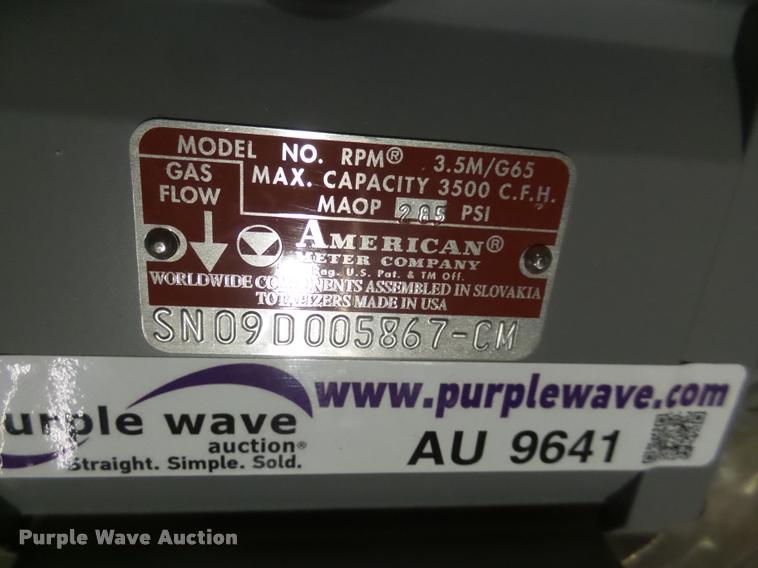 MODEL NO. RPM® 3.5M/G65
GAS FLOW
MAX. CAPACITY 3500 C.F.H.
MAOP 285 PSI
AMERICAN®
METER COMPANY
Reg. U.S. Pat. & TM Off.
WORLDWIDE COMPONENTS ASSEMBLED IN SLOVAKIA
TOTALIZERS MADE IN USA
SN09D005867-CM
purple wave
auction®
Straight. Simple. Sold.
www.purplewave.com
AU 9641
Purple Wave Auction